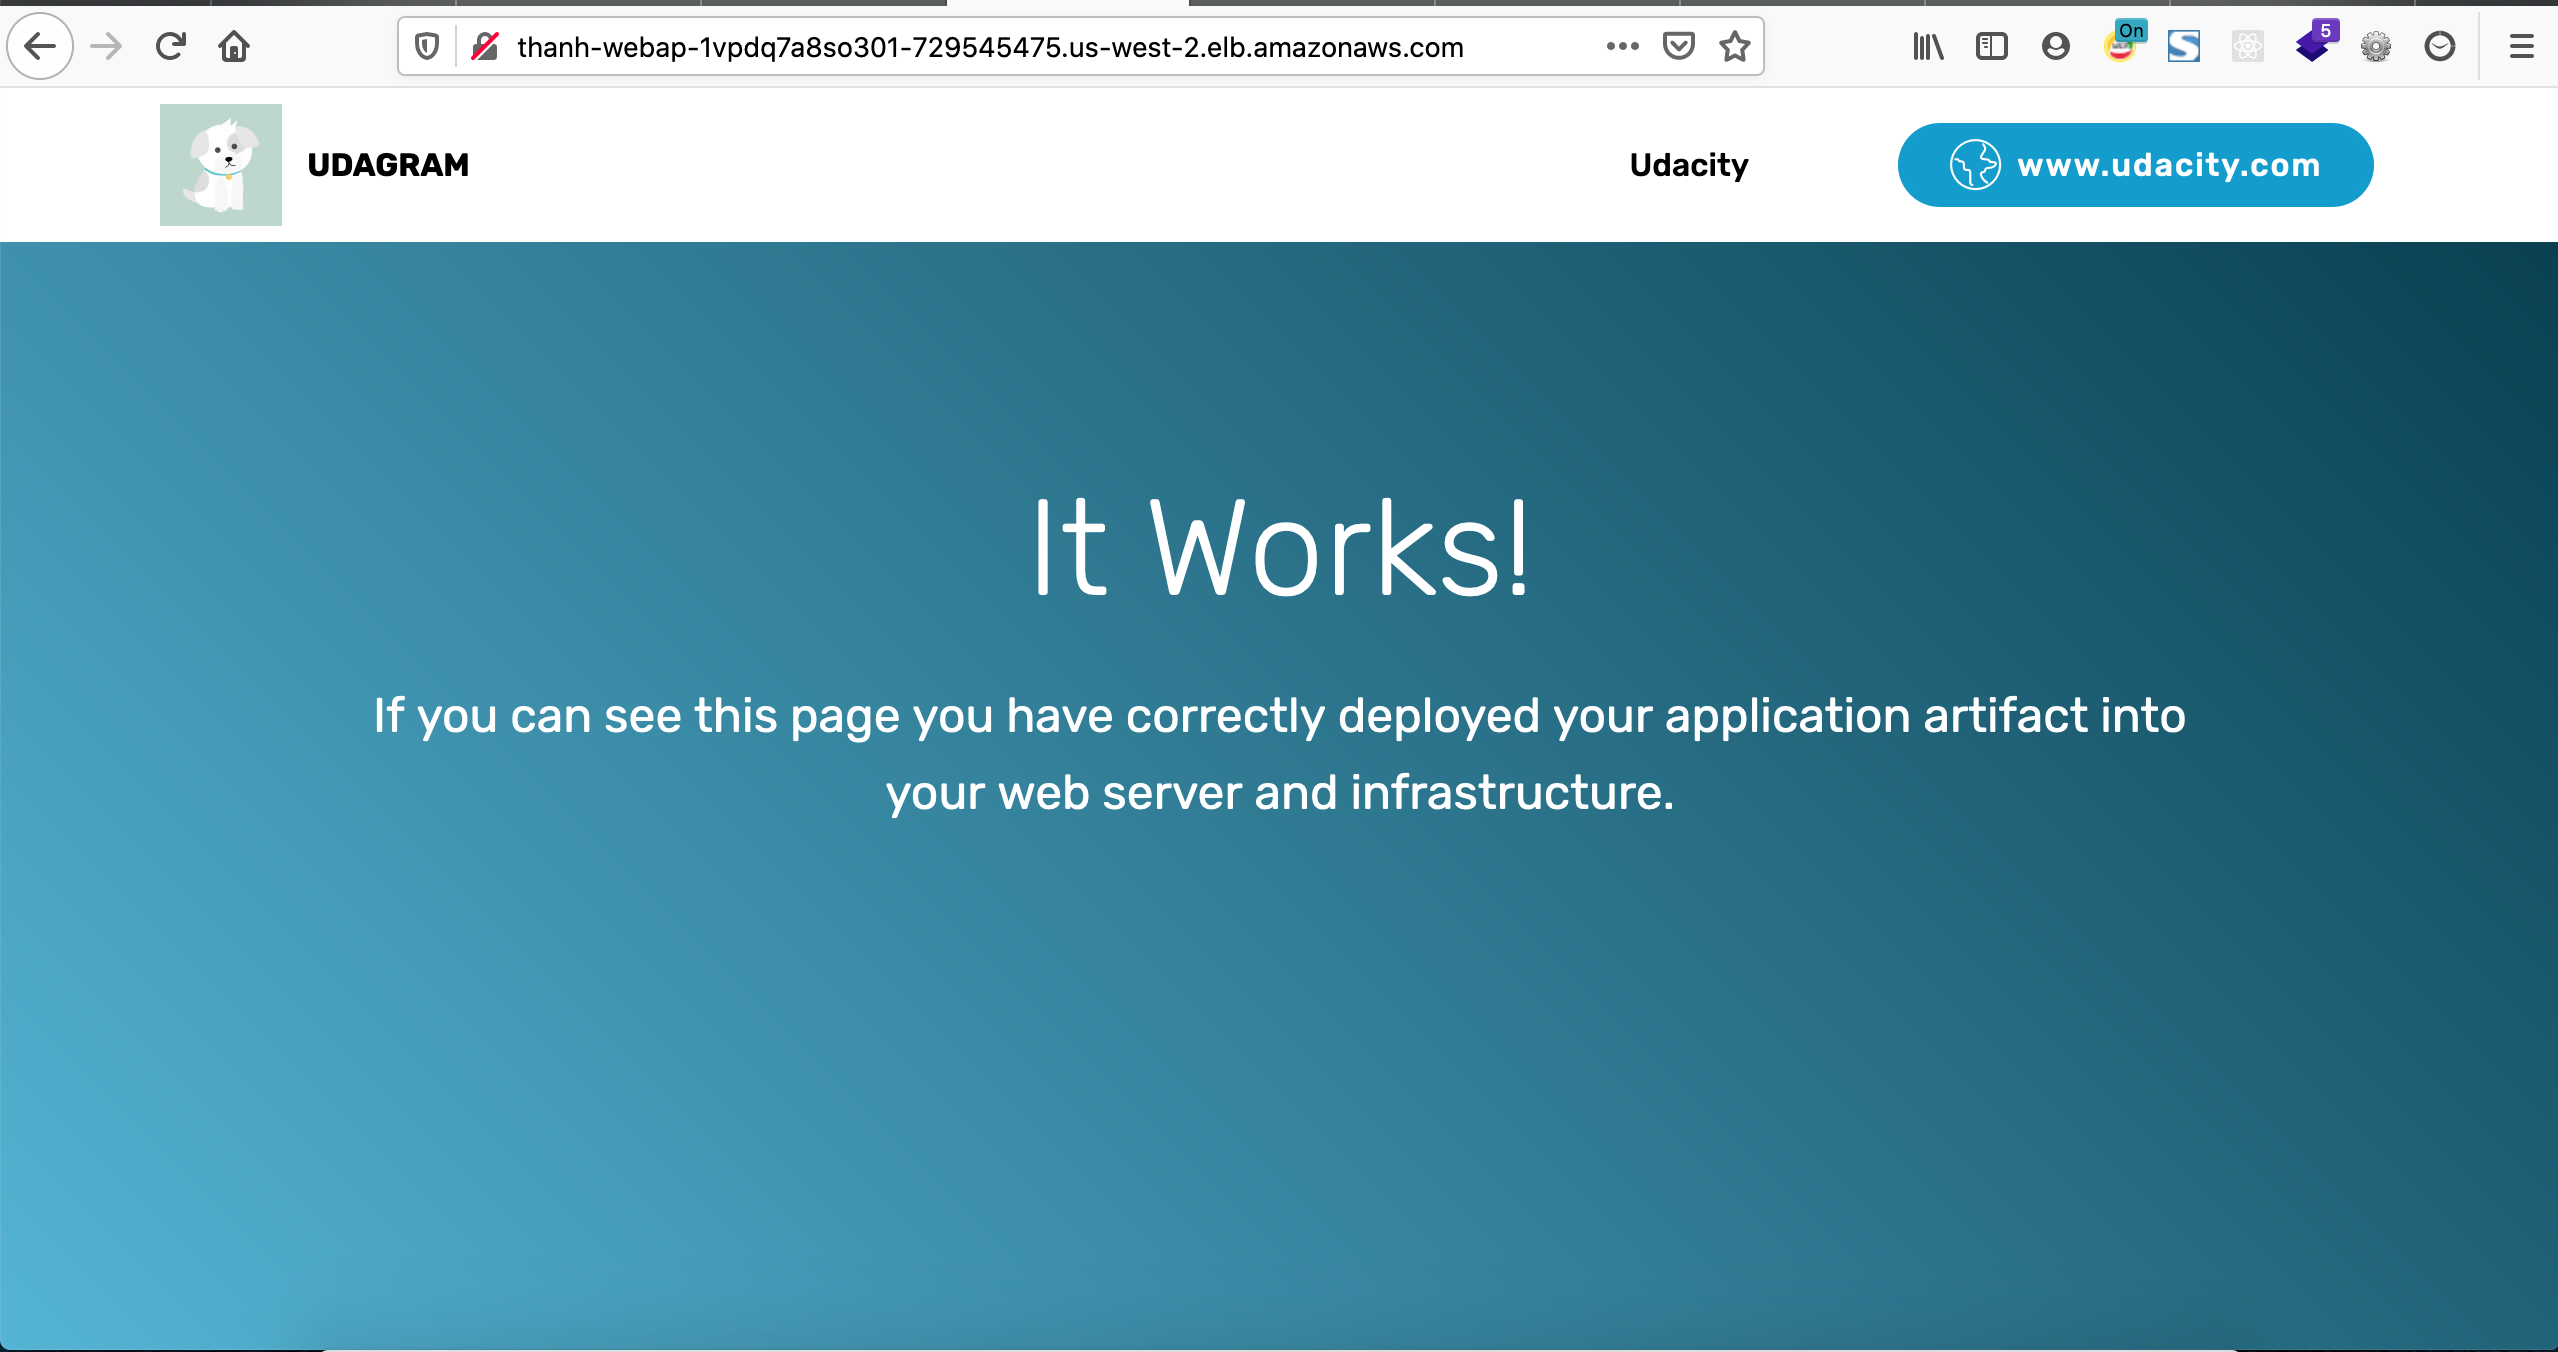 thanh-webap-1vpdq7a8so301-729545475.us-west-2.elb.amazonaws.com
On
5
UDAGRAM
Udacity
www.udacity.com
It Works!
If you can see this page you have correctly deployed your application artifact into
your web server and infrastructure.